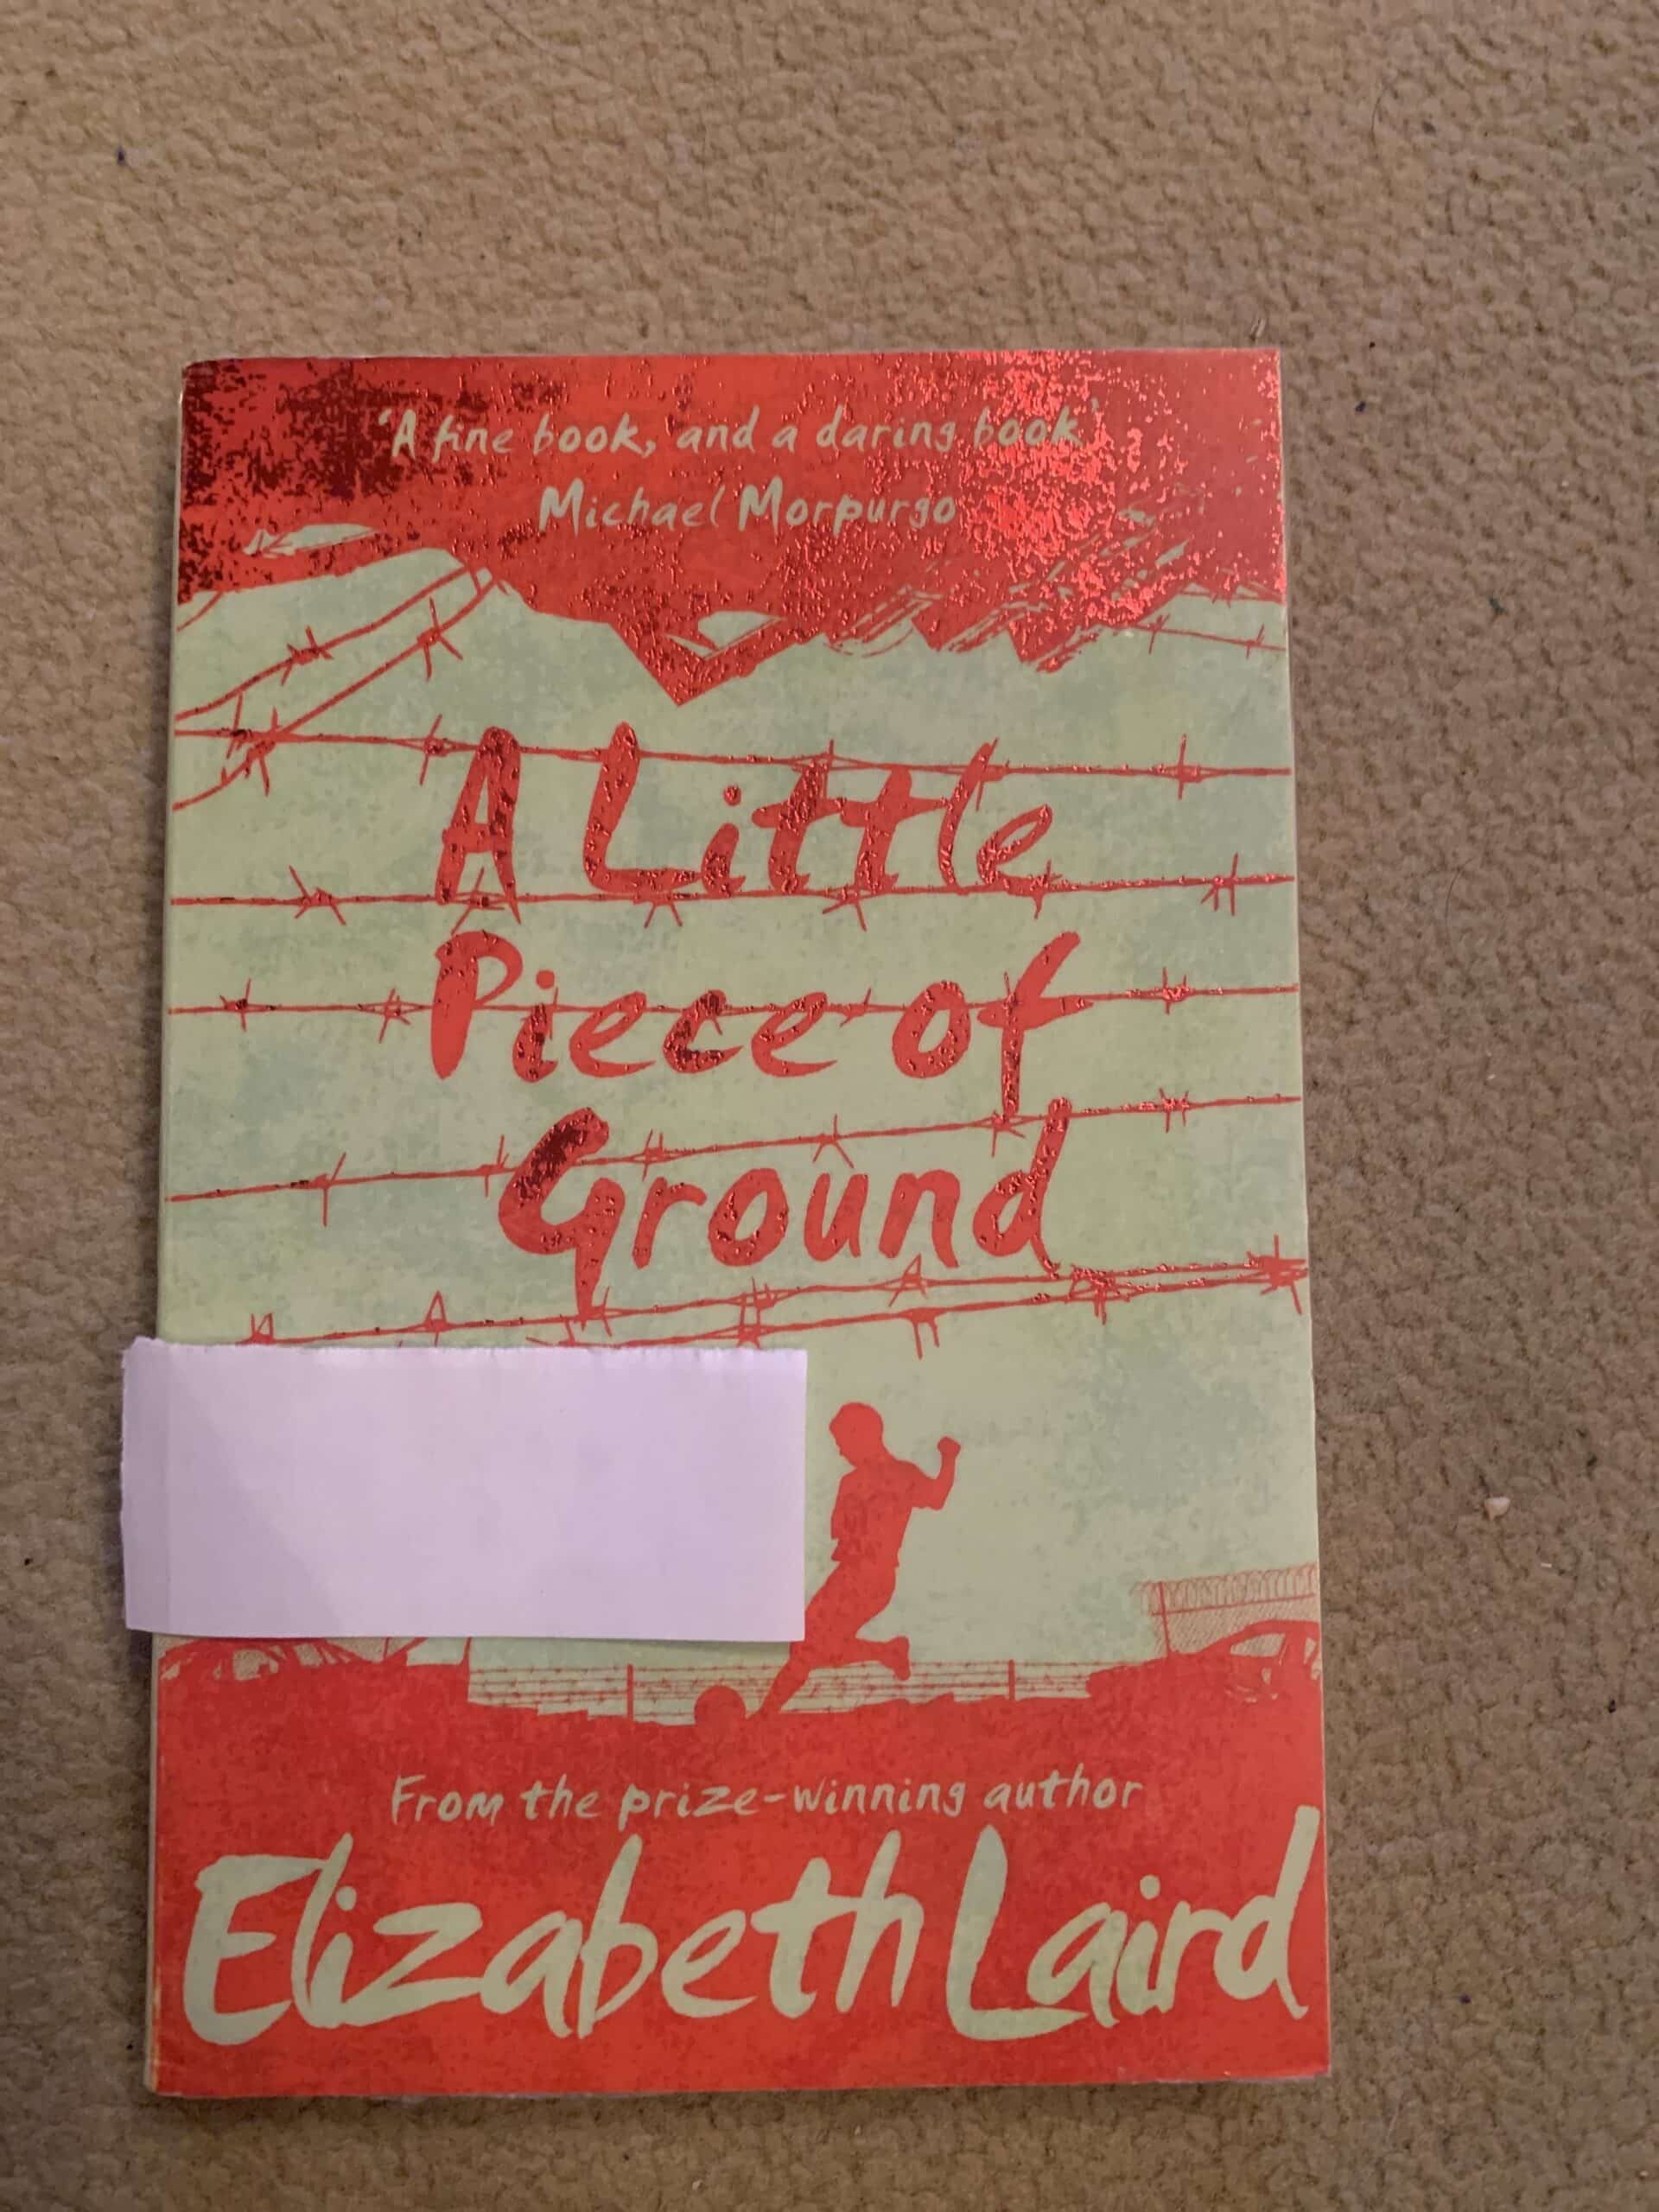 'A fine book, and a daring book'
Michael Morpurgo
A Little
Piece of
Ground
From the prize-winning author
Elizabeth Laird